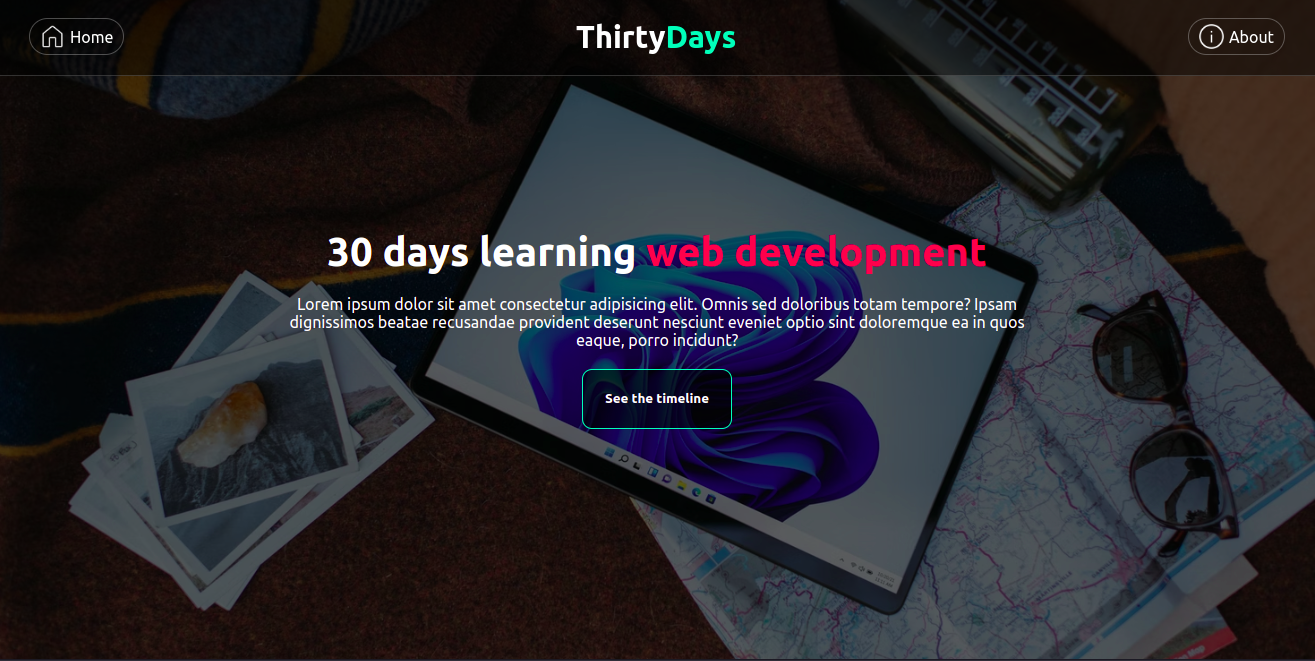 Home
ThirtyDays
About
30 days learning web development
Lorem ipsum dolor sit amet consectetur adipisicing elit. Omnis sed doloribus totam tempore? Ipsam
dignissimos beatae recusandae provident deserunt nesciunt eveniet optio sint doloremque ea in quos
eaque, porro incidunt?
See the timeline